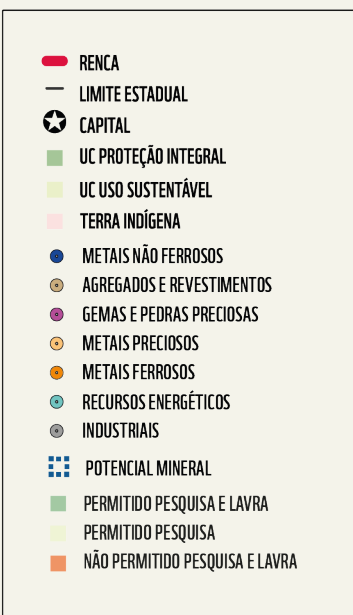 RENCA
LIMITE ESTADUAL
CAPITAL
UC PROTEÇÃO INTEGRAL
UC USO SUSTENTÁVEL
TERRA INDÍGENA
METAIS NÃO FERROSOS
AGREGADOS E REVESTIMENTOS
GEMAS E PEDRAS PRECIOSAS
METAIS PRECIOSOS
METAIS FERROSOS
RECURSOS ENERGÉTICOS
INDUSTRIAIS
POTENCIAL MINERAL
PERMITIDO PESQUISA E LAVRA
PERMITIDO PESQUISA
NÃO PERMITIDO PESQUISA E LAVRA